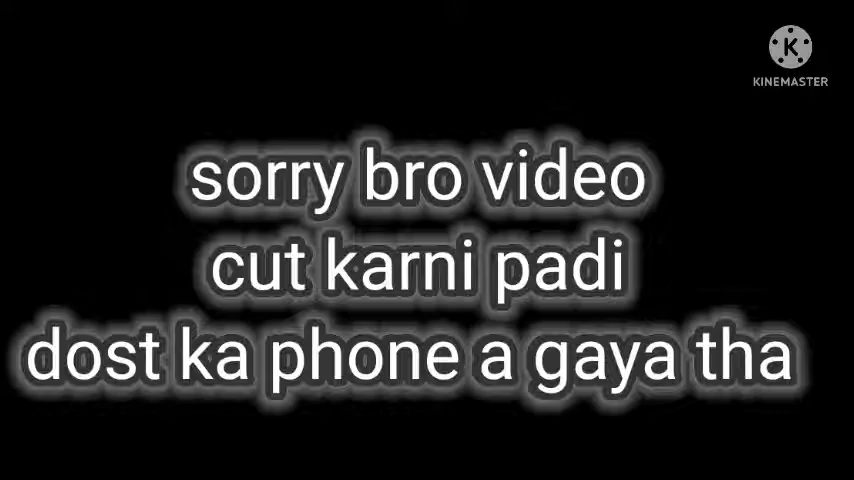 KINEMASTER
sorry bro video
cut karni padi
dost ka phone a gaya tha